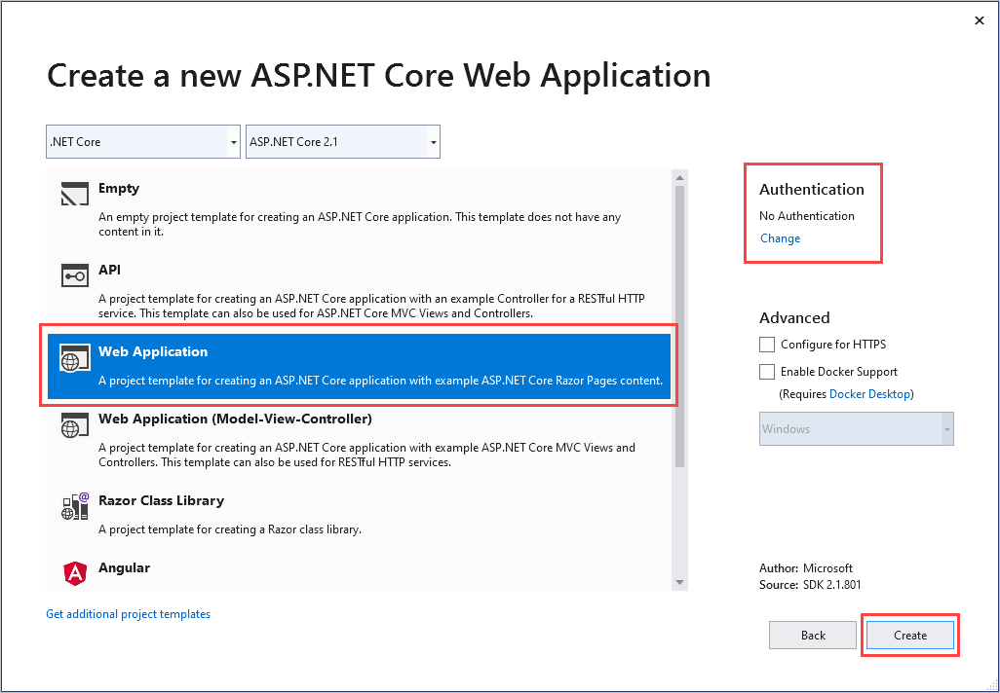 Create a new ASP.NET Core Web Application
.NET Core
ASP.NET Core 2.1
Empty
An empty project template for creating an ASP.NET Core application. This template does not have any
content in it.
API
A project template for creating an ASP.NET Core application with an example Controller for a RESTful HTTP
service. This template can also be used for ASP.NET Core MVC Views and Controllers.
Web Application
A project template for creating an ASP.NET Core application with example ASP.NET Core Razor Pages content.
Web Application (Model-View-Controller)
A project template for creating an ASP.NET Core application with example ASP.NET Core MVC Views and
Controllers. This template can also be used for RESTful HTTP services.
Razor Class Library
A project template for creating a Razor class library.
Angular
Get additional project templates
Authentication
No Authentication
Change
Advanced
Configure for HTTPS
Enable Docker Support
(Requires Docker Desktop)
Windows
Author: Microsoft
Source: SDK 2.1.801
Back
Create